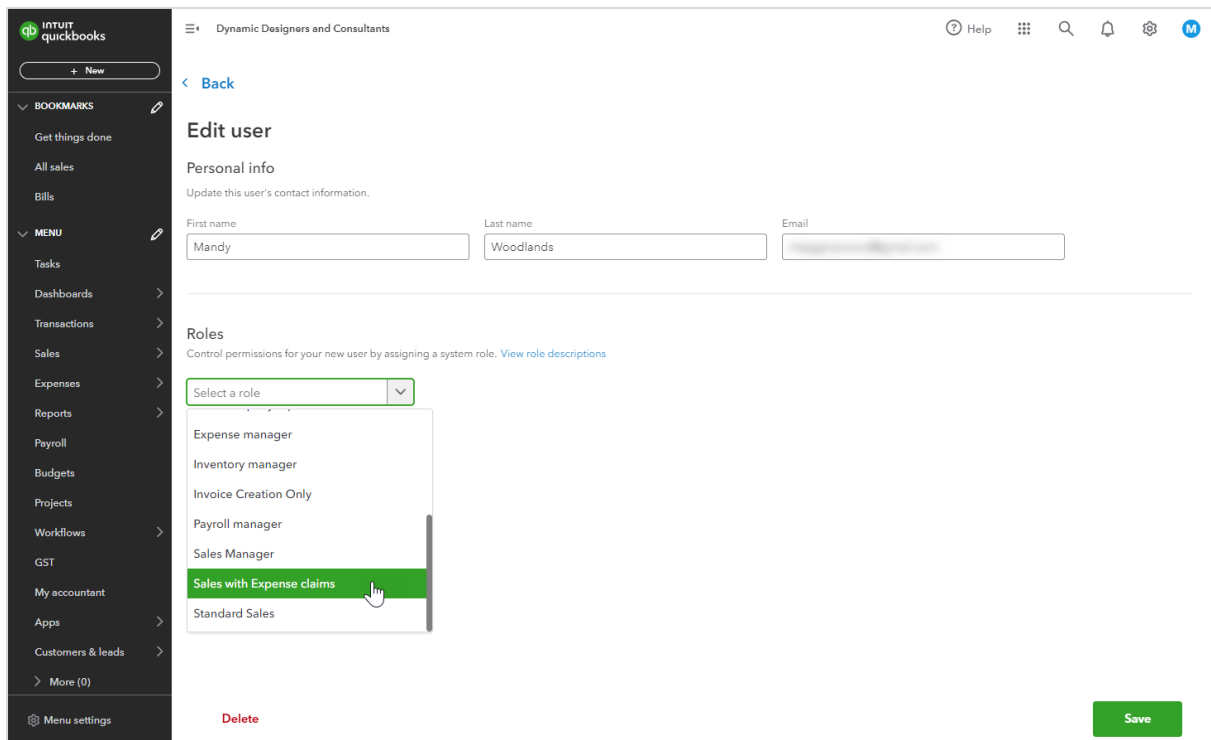 INTUIT
quickbooks
Dynamic Designers and Consultants
Help
M
+ New
Back
BOOKMARKS
Get things done
All sales
Bills
MENU
Tasks
Dashboards
Transactions
Sales
Expenses
Reports
Payroll
Budgets
Projects
Workflows
GST
My accountant
Apps
Customers & leads
More (0)
Menu settings
Edit user
Personal info
Update this user's contact information.
First name
Last name
Email
Mandy
Woodlands
Roles
Control permissions for your new user by assigning a system role. View role descriptions
Select a role
Expense manager
Inventory manager
Invoice Creation Only
Payroll manager
Sales Manager
Sales with Expense claims
Standard Sales
Delete
Save